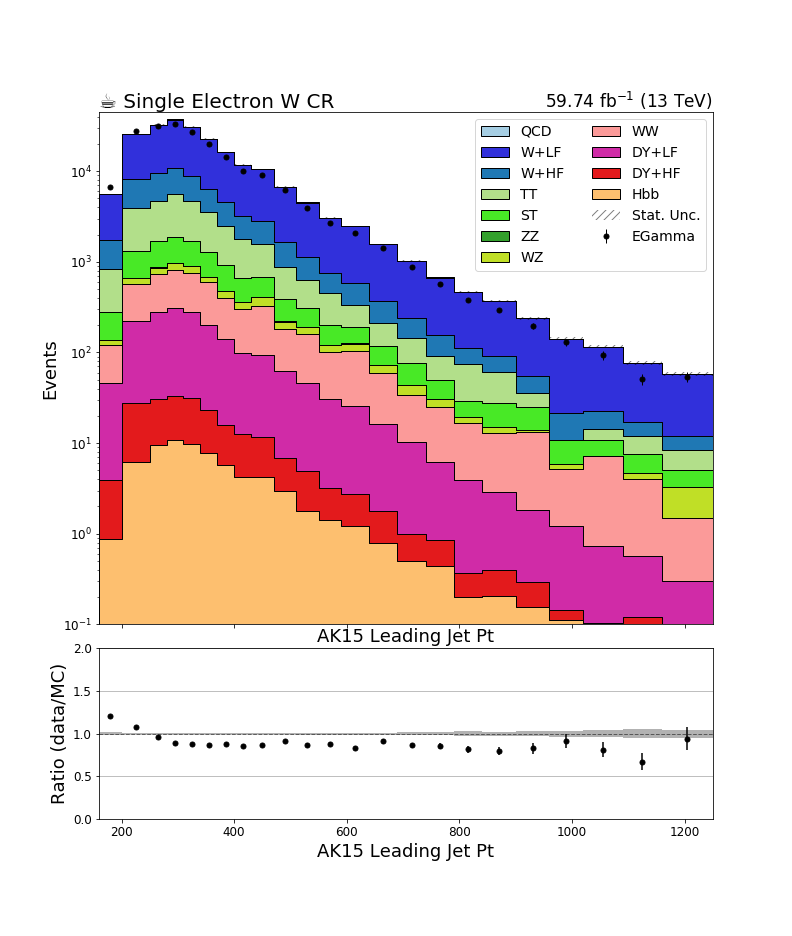 ☕ Single Electron W CR
59.74 fb⁻¹ (13 TeV)
QCD
W+LF
W+HF
TT
ST
ZZ
WZ
WW
DY+LF
DY+HF
Hbb
Stat. Unc.
EGamma
Events
10⁴
10³
10²
10¹
10⁰
10⁻¹
AK15 Leading Jet Pt
Ratio (data/MC)
2.0
1.5
1.0
0.5
0.0
200 400 600 800 1000 1200
AK15 Leading Jet Pt